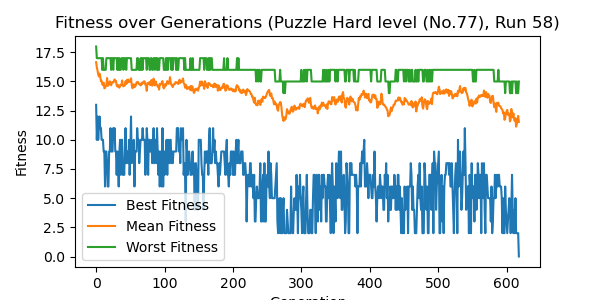 Fitness over Generations (Puzzle Hard level (No.77), Run 58)
17.5
15.0
12.5
10.0
7.5
5.0
2.5
0.0
Fitness
Best Fitness
Mean Fitness
Worst Fitness
0 100 200 300 400 500 600
Generation